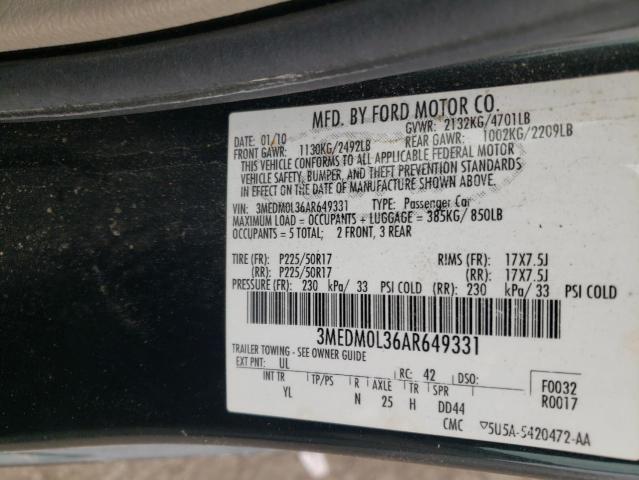 MFD. BY FORD MOTOR CO.
DATE: 01/10 GVWR: 2132KG/4701LB
FRONT GAWR: 1130KG/2492LB REAR GAWR: 1002KG/2209LB
THIS VEHICLE CONFORMS TO ALL APPLICABLE FEDERAL MOTOR
VEHICLE SAFETY, BUMPER, AND THEFT PREVENTION STANDARDS
IN EFFECT ON THE DATE OF MANUFACTURE SHOWN ABOVE.
VIN: 3MEDM0L36AR649331 TYPE: Passenger Car
MAXIMUM LOAD = OCCUPANTS + LUGGAGE = 385KG/ 850LB
OCCUPANTS = 5 TOTAL; 2 FRONT, 3 REAR
TIRE (FR): P225/50R17 RIMS (FR): 17X7.5J
(RR): P225/50R17 (RR): 17X7.5J
PRESSURE (FR): 230 kPa/ 33 PSI COLD (RR): 230 kPa/ 33 PSI COLD
3MEDM0L36AR649331
TRAILER TOWING - SEE OWNER GUIDE
EXT PNT: UL RC: 42 DSO: F0032
INT TR TP/PS R AXLE TR SPR R0017
YL N 25 H DD44
CMC ▽5U5A-5420472-AA